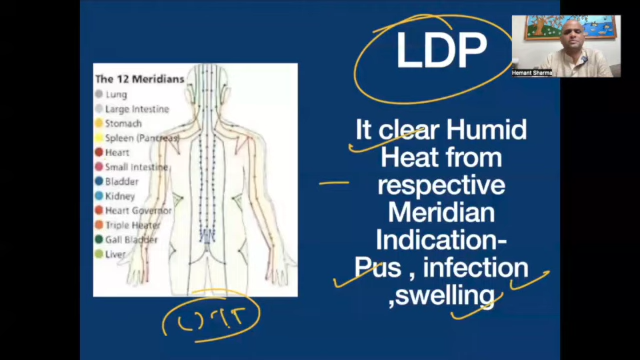 LDP
Hemant Sharma
The 12 Meridians
Lung
Large Intestine
Stomach
Spleen (Pancreas)
Heart
Small Intestine
Bladder
Kidney
Heart Governor
Triple Heater
Gall Bladder
Liver
It clear Humid
Heat from
respective
Meridian
Indication-
Pus , infection
,swelling